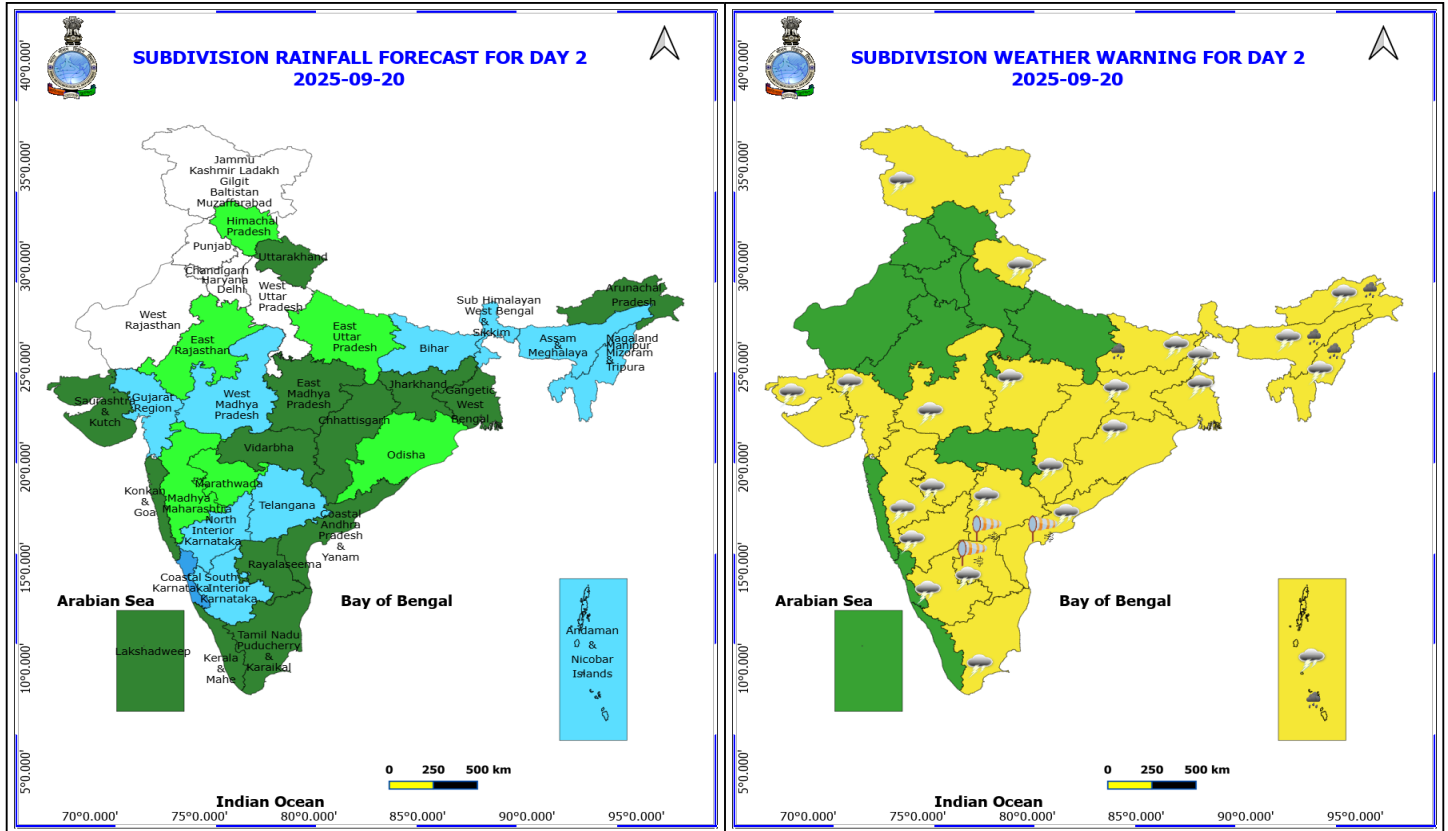 SUBDIVISION RAINFALL FORECAST FOR DAY 2
2025-09-20
40°0.000'
35°0.000'
30°0.000'
25°0.000'
20°0.000'
15°0.000'
10°0.000'
5°0.000'
Jammu
Kashmir Ladakh
Gilgit
Baltistan
Muzaffarabad
Himachal
Pradesh
Punjab
Uttarakhand
Chandigarh
Haryana
Delhi
West
Uttar
Pradesh
West
Rajasthan
East
Rajasthan
East
Uttar
Pradesh
Sub Himalayan
West Bengal
&
Sikkim
Arunachal
Pradesh
Bihar
Assam
&
Meghalaya
Nagaland
Manipur
Mizoram
&
Tripura
Saurashtra
&
Kutch
Gujarat
Region
West
Madhya
Pradesh
East
Madhya
Pradesh
Jharkhand
Gangetic
West
Bengal
Chhattisgarh
Vidarbha
Odisha
Konkan
&
Goa
Madhya
Maharashtra
Marathwada
Telangana
North
Interior
Karnataka
Coastal
Andhra
Pradesh
&
Yanam
Rayalaseema
Coastal
Karnataka
South
Interior
Karnataka
Arabian Sea
Bay of Bengal
Lakshadweep
Kerala
&
Mahe
Tamil Nadu
Puducherry
&
Karaikal
Andaman
&
Nicobar
Islands
0 250 500 km
Indian Ocean
70°0.000' 75°0.000' 80°0.000' 85°0.000' 90°0.000' 95°0.000'
SUBDIVISION WEATHER WARNING FOR DAY 2
2025-09-20
40°0.000'
35°0.000'
30°0.000'
25°0.000'
20°0.000'
15°0.000'
10°0.000'
5°0.000'
Arabian Sea
Bay of Bengal
0 250 500 km
Indian Ocean
70°0.000' 75°0.000' 80°0.000' 85°0.000' 90°0.000' 95°0.000'